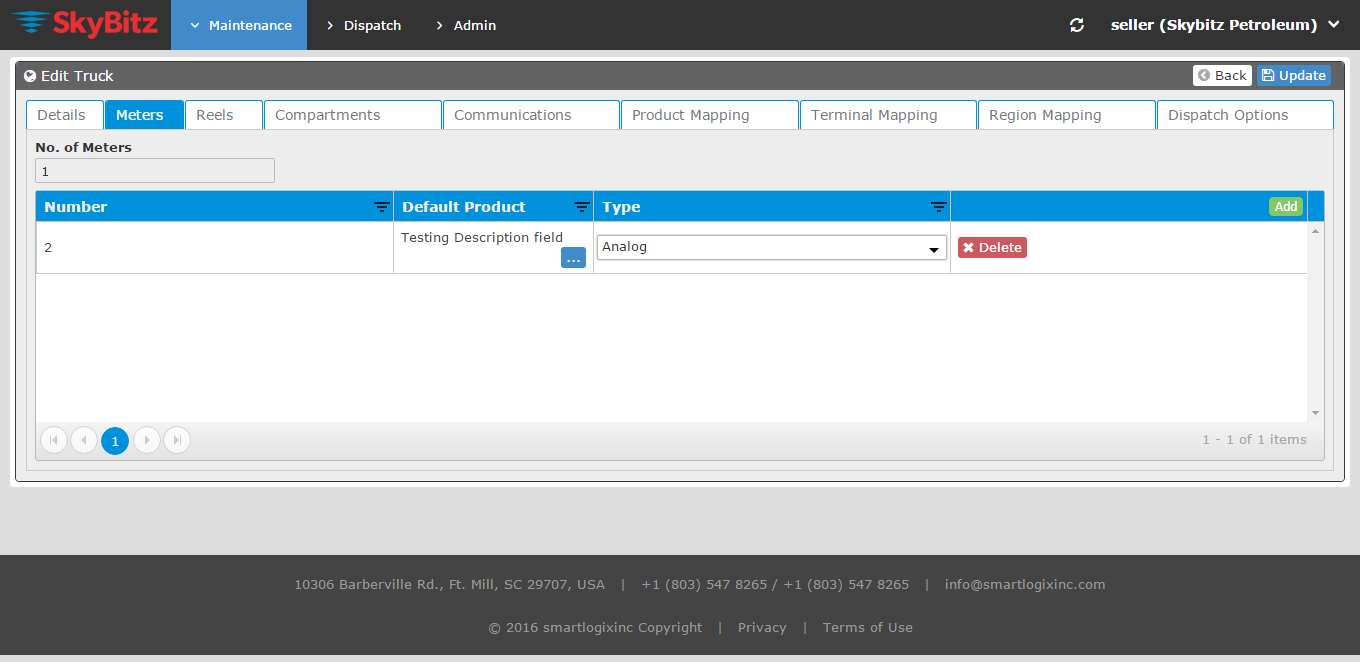 SkyBitz Maintenance Dispatch Admin seller (Skybitz Petroleum)
Edit Truck Back Update
Details Meters Reels Compartments Communications Product Mapping Terminal Mapping Region Mapping Dispatch Options
No. of Meters
1
Number Default Product Type Add
2 Testing Description field Analog Delete
...
1 1 - 1 of 1 items
10306 Barberville Rd., Ft. Mill, SC 29707, USA | +1 (803) 547 8265 / +1 (803) 547 8265 | info@smartlogixinc.com
© 2016 smartlogixinc Copyright | Privacy | Terms of Use